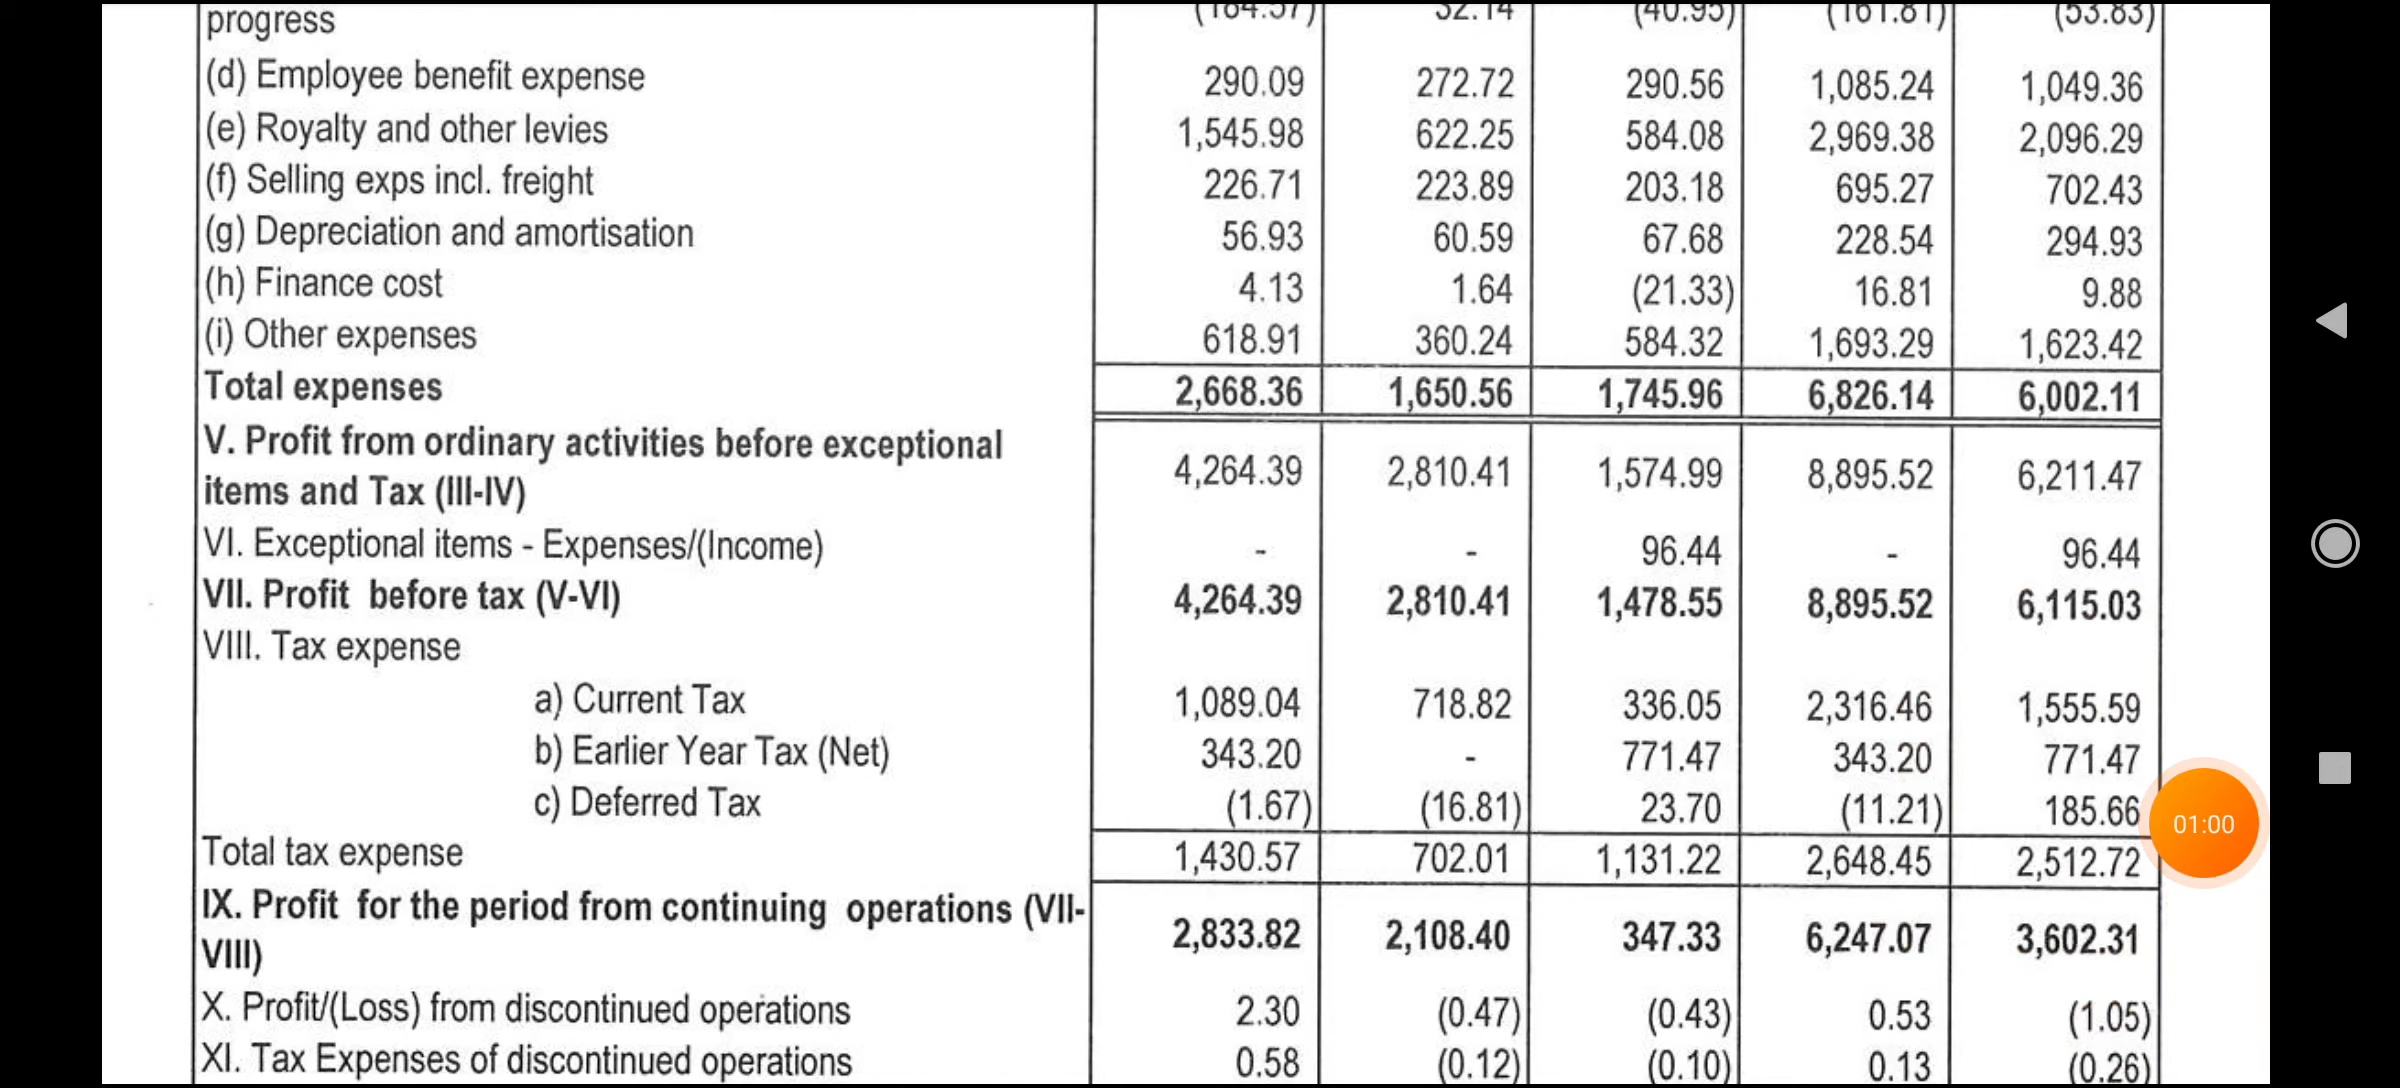 progress (184.57) 32.14 (40.95) (161.81) (53.83)
(d) Employee benefit expense 290.09 272.72 290.56 1,085.24 1,049.36
(e) Royalty and other levies 1,545.98 622.25 584.08 2,969.38 2,096.29
(f) Selling exps incl. freight 226.71 223.89 203.18 695.27 702.43
(g) Depreciation and amortisation 56.93 60.59 67.68 228.54 294.93
(h) Finance cost 4.13 1.64 (21.33) 16.81 9.88
(i) Other expenses 618.91 360.24 584.32 1,693.29 1,623.42
Total expenses 2,668.36 1,650.56 1,745.96 6,826.14 6,002.11
V. Profit from ordinary activities before exceptional
items and Tax (III-IV) 4,264.39 2,810.41 1,574.99 8,895.52 6,211.47
VI. Exceptional items - Expenses/(Income) - - 96.44 - 96.44
VII. Profit before tax (V-VI) 4,264.39 2,810.41 1,478.55 8,895.52 6,115.03
VIII. Tax expense
a) Current Tax 1,089.04 718.82 336.05 2,316.46 1,555.59
b) Earlier Year Tax (Net) 343.20 - 771.47 343.20 771.47
c) Deferred Tax (1.67) (16.81) 23.70 (11.21) 185.66
01:00
Total tax expense 1,430.57 702.01 1,131.22 2,648.45 2,512.72
IX. Profit for the period from continuing operations (VII-
VIII) 2,833.82 2,108.40 347.33 6,247.07 3,602.31
X. Profit/(Loss) from discontinued operations 2.30 (0.47) (0.43) 0.53 (1.05)
XI. Tax Expenses of discontinued operations 0.58 (0.12) (0.10) 0.13 (0.26)